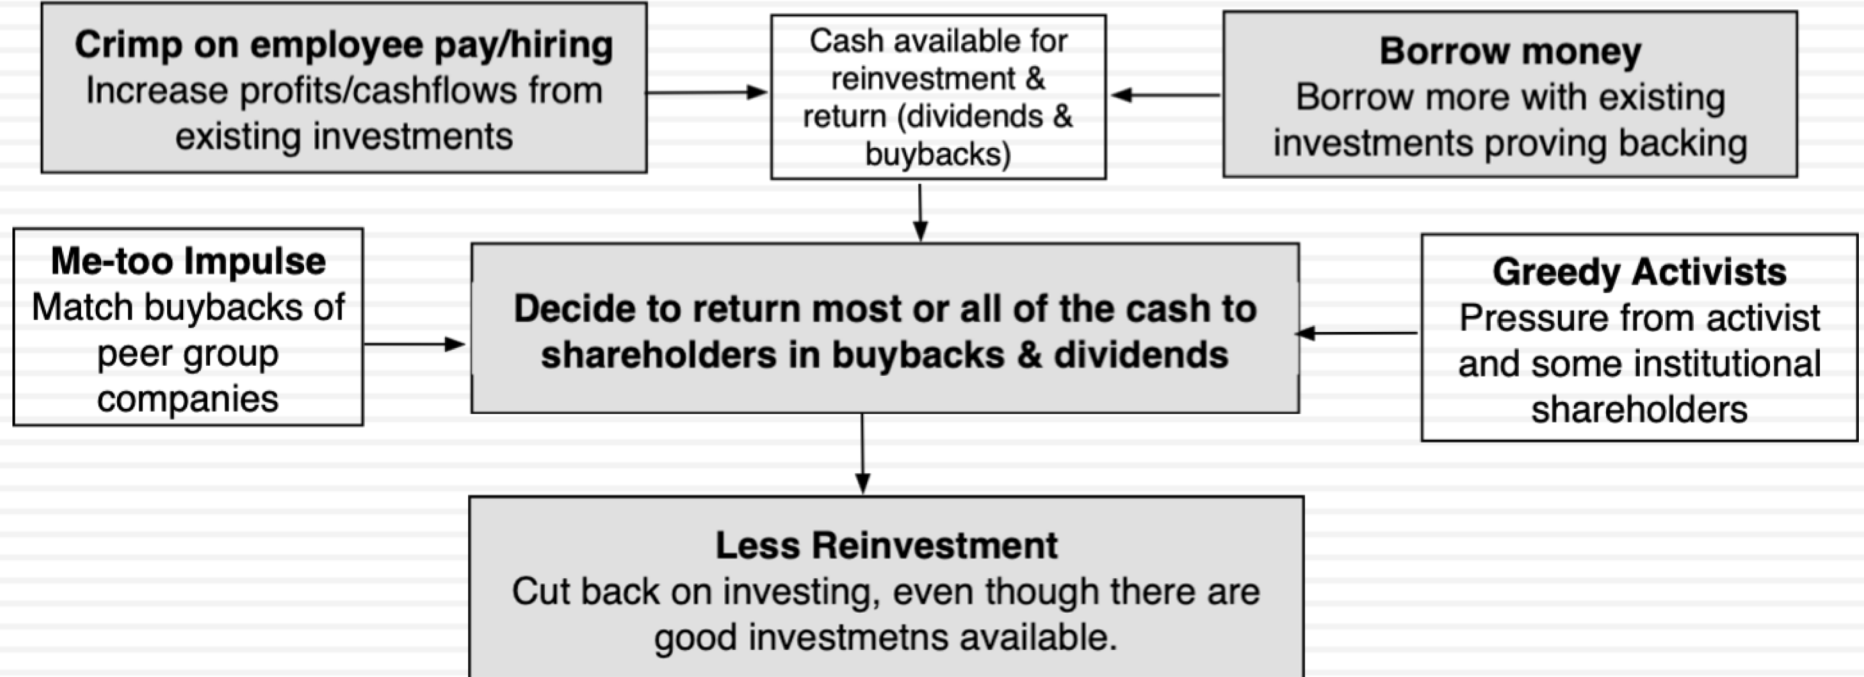 Crimp on employee pay/hiring
Increase profits/cashflows from
existing investments
Cash available for
reinvestment &
return (dividends &
buybacks)
Borrow money
Borrow more with existing
investments proving backing
Me-too Impulse
Match buybacks of
peer group
companies
Decide to return most or all of the cash to
shareholders in buybacks & dividends
Greedy Activists
Pressure from activist
and some institutional
shareholders
Less Reinvestment
Cut back on investing, even though there are
good investmetns available.